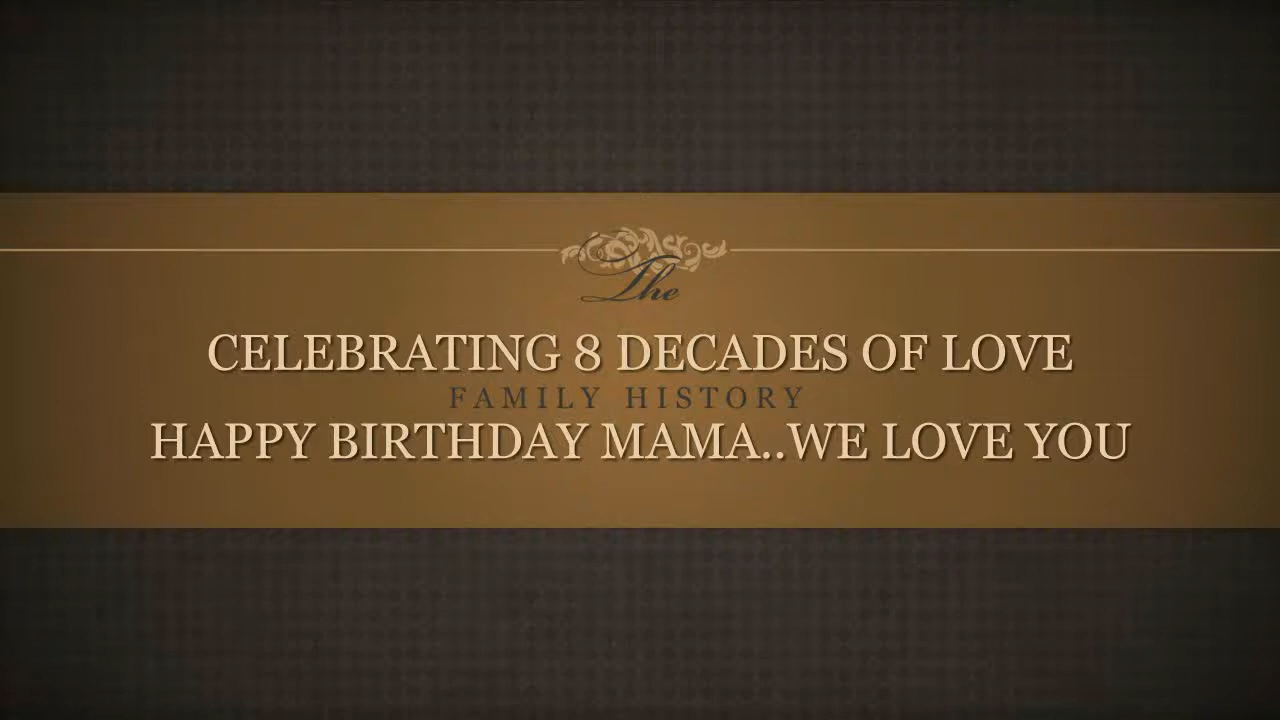 The
CELEBRATING 8 DECADES OF LOVE
FAMILY HISTORY
HAPPY BIRTHDAY MAMA..WE LOVE YOU